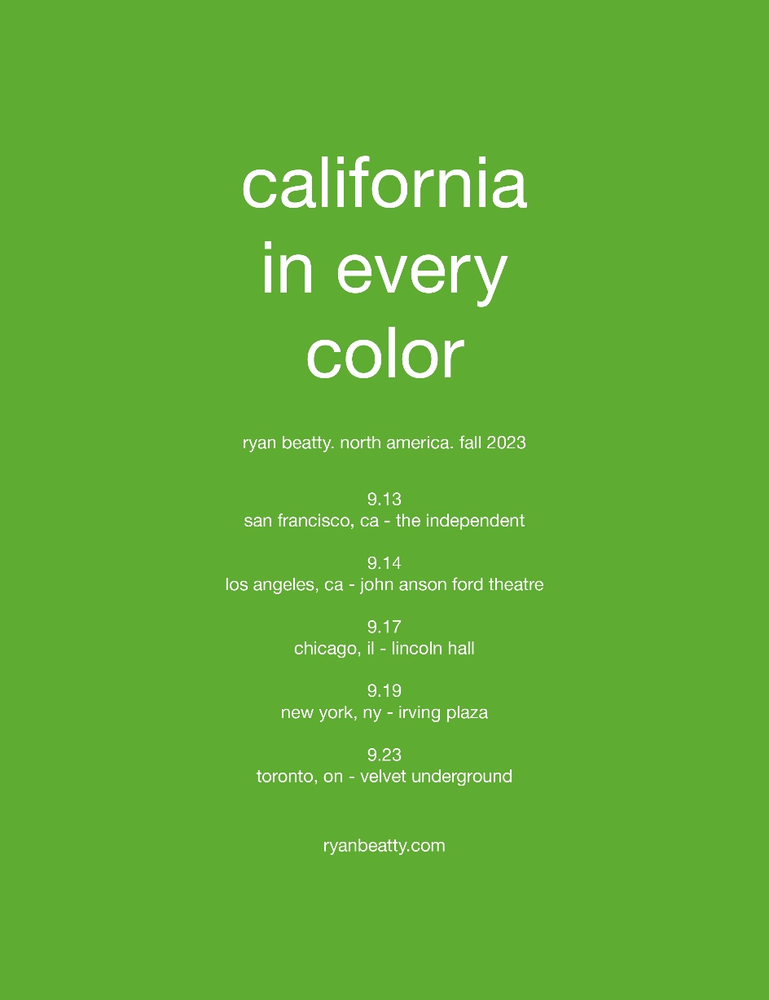 california
in every
color
ryan beatty. north america. fall 2023
9.13
san francisco, ca - the independent
9.14
los angeles, ca - john anson ford theatre
9.17
chicago, il - lincoln hall
9.19
new york, ny - irving plaza
9.23
toronto, on - velvet underground
ryanbeatty.com